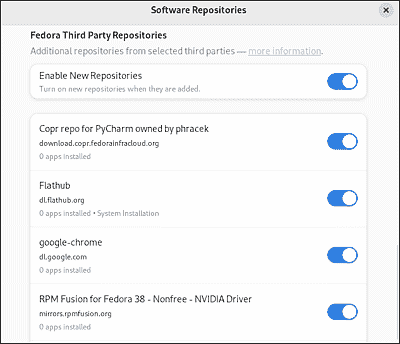 Software Repositories
Fedora Third Party Repositories
Additional repositories from selected third parties — more information.
Enable New Repositories
Turn on new repositories when they are added.
Copr repo for PyCharm owned by phracek
download.copr.fedorainfracloud.org
0 apps installed
Flathub
dl.flathub.org
0 apps installed • System Installation
google-chrome
dl.google.com
0 apps installed
RPM Fusion for Fedora 38 - Nonfree - NVIDIA Driver
mirrors.rpmfusion.org
0 apps installed